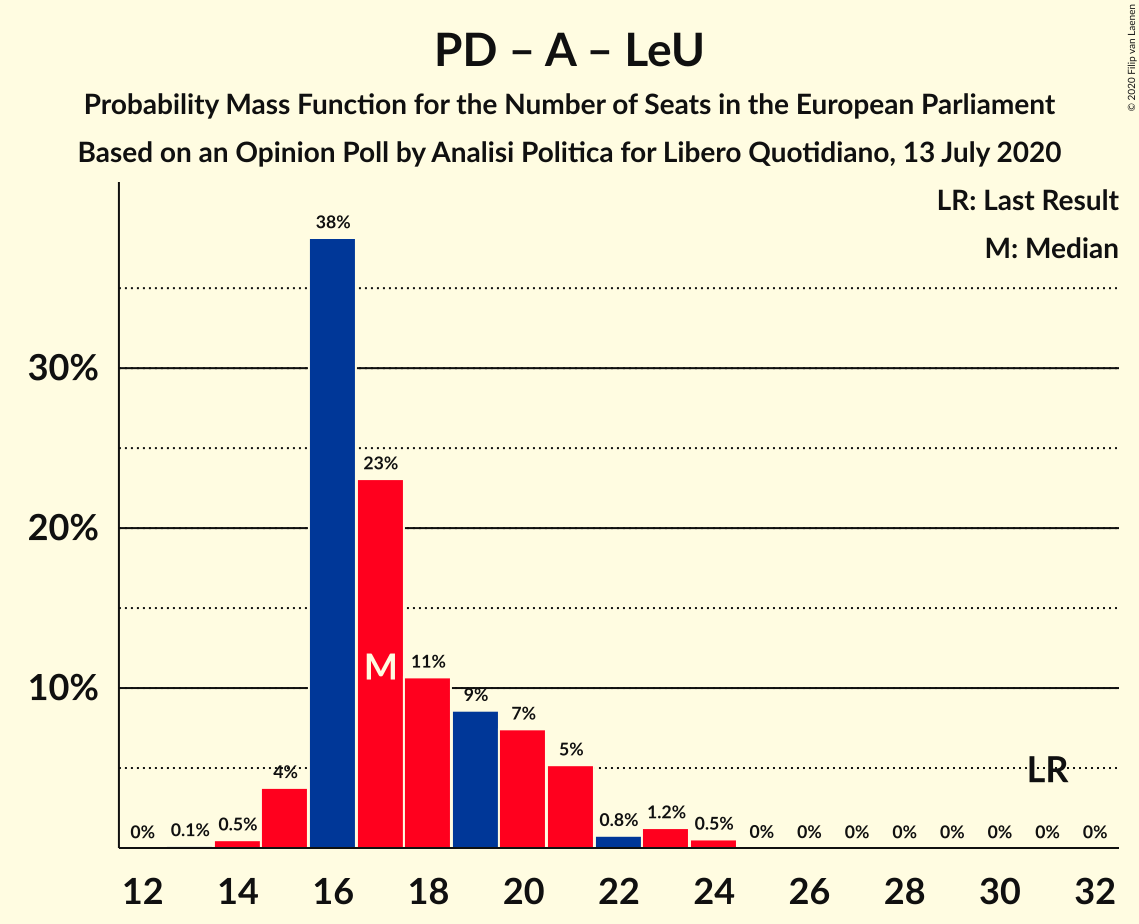 PD – A – LeU
Probability Mass Function for the Number of Seats in the European Parliament
Based on an Opinion Poll by Analisi Politica for Libero Quotidiano, 13 July 2020
© 2020 Filip van Laenen
LR: Last Result
M: Median
38%
30%
23%
20%
M
11%
10%
9%
7%
5%
4%
LR
0% 0.1% 0.5% 0.8% 1.2% 0.5% 0% 0% 0% 0% 0% 0% 0% 0%
12 14 16 18 20 22 24 26 28 30 32